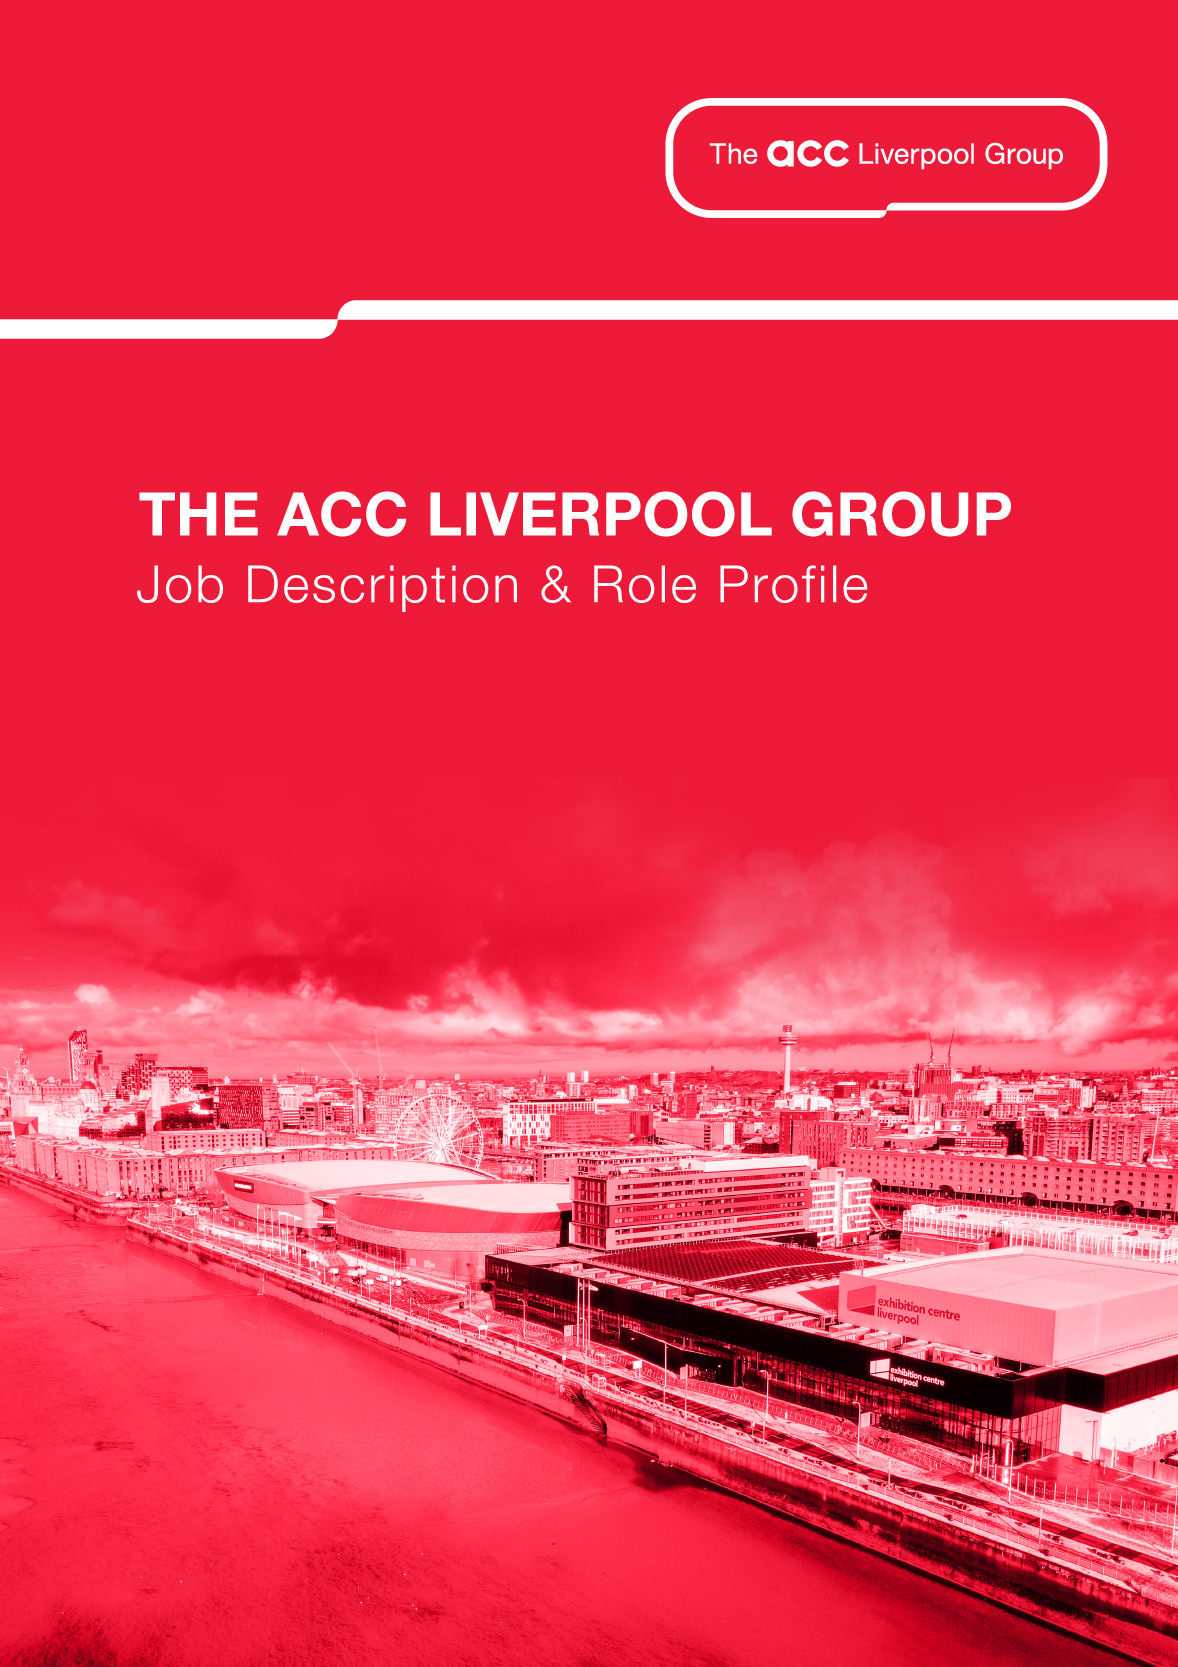 The acc Liverpool Group
THE ACC LIVERPOOL GROUP
Job Description & Role Profile
exhibition centre
liverpool
exhibition centre
liverpool